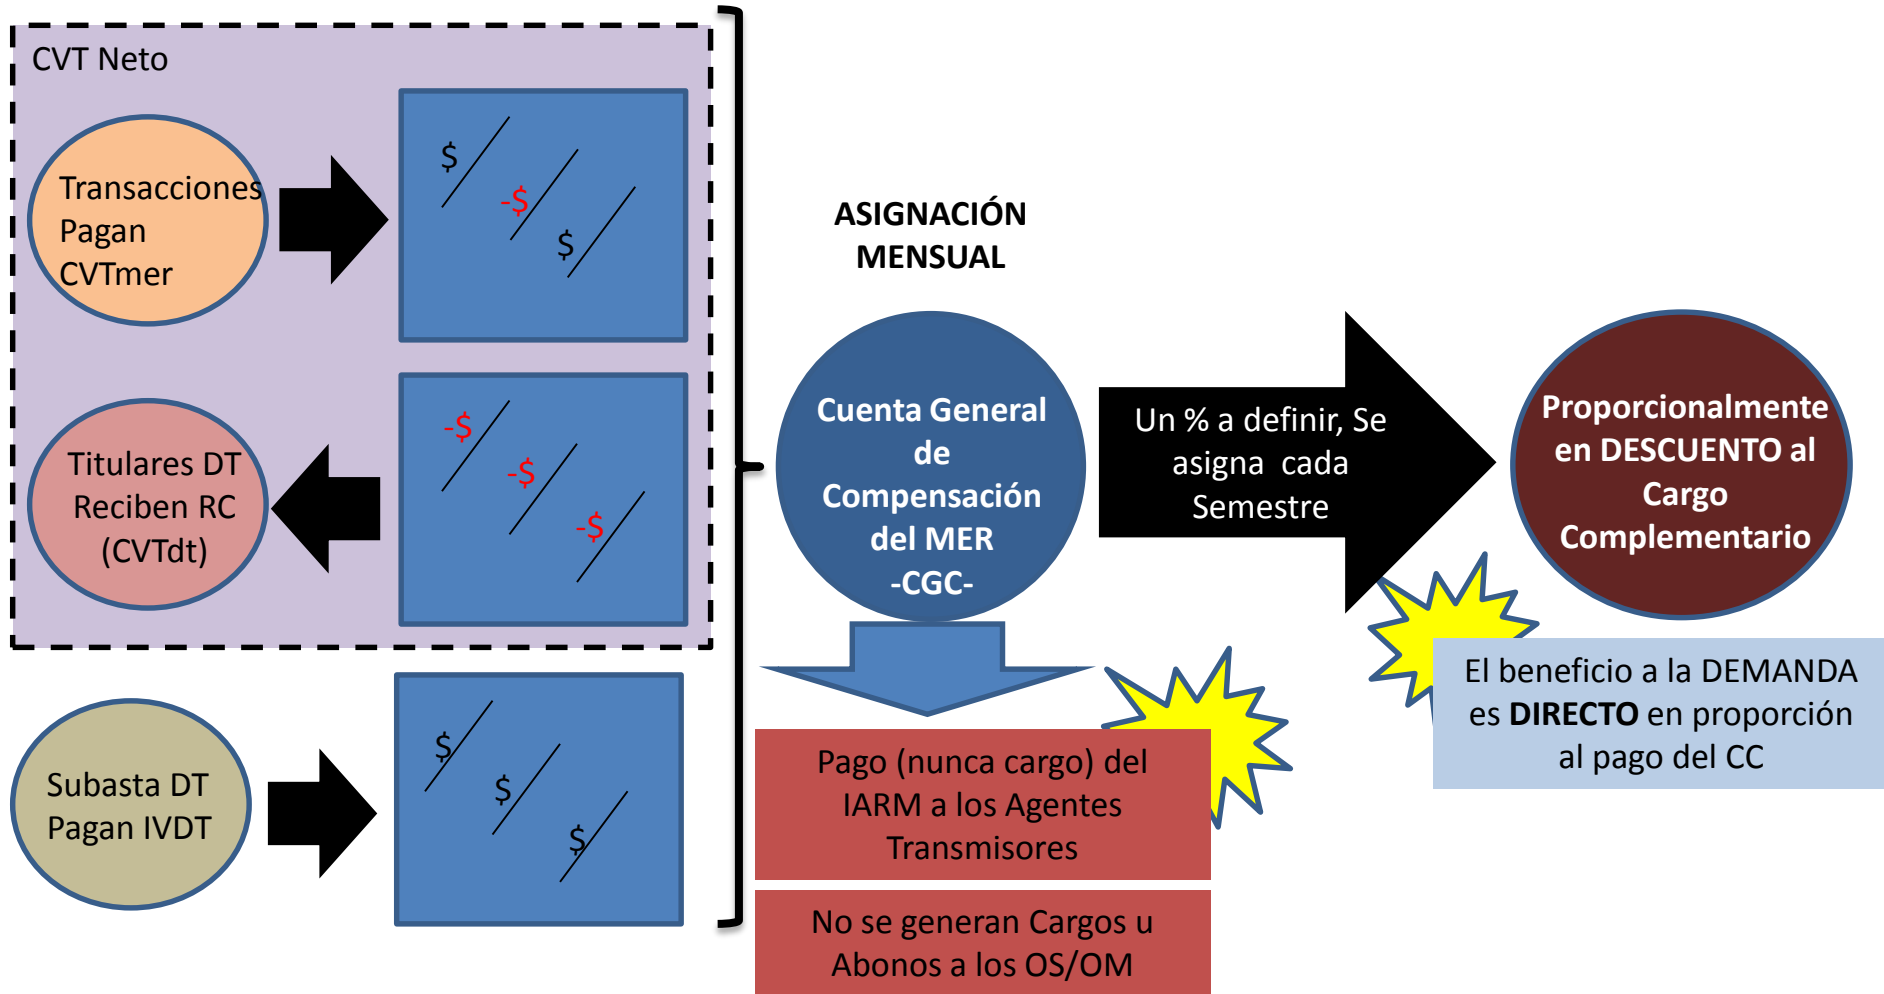 CVT Neto
Transacciones
Pagan
CVTmer
$
-$
$
Titulares DT
Reciben RC
(CVTdt)
-$
-$
-$
Subasta DT
Pagan IVDT
$
$
$
ASIGNACIÓN
MENSUAL
Cuenta General
de
Compensación
del MER
-CGC-
Un % a definir, Se
asigna cada
Semestre
Proporcionalmente
en DESCUENTO al
Cargo
Complementario
El beneficio a la DEMANDA
es DIRECTO en proporción
al pago del CC
Pago (nunca cargo) del
IARM a los Agentes
Transmisores
No se generan Cargos u
Abonos a los OS/OM